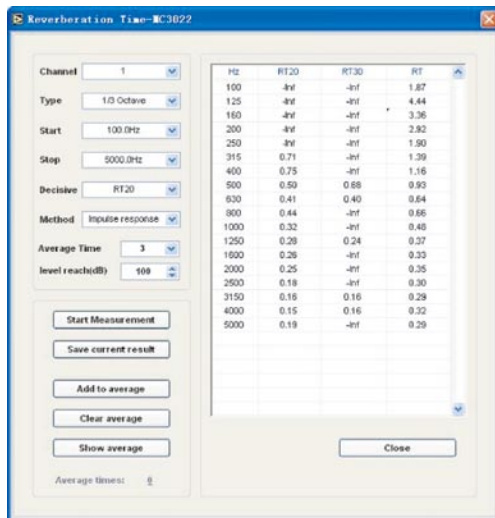 Reverberation Time-MC3022
Channel 1
Type 1/3 Octave
Start 100.0Hz
Stop 5000.0Hz
Decisive RT20
Method Impulse response
Average Time 3
level reach(dB) 100
Start Measurement
Save current result
Add to average
Clear average
Show average
Average times: 0
Hz RT20 RT30 RT
100 -Inf -Inf 1.87
125 -Inf -Inf 4.44
160 -Inf -Inf 3.36
200 -Inf -Inf 2.92
250 -Inf -Inf 1.90
315 0.71 -Inf 1.39
400 0.75 -Inf 1.16
500 0.50 0.68 0.93
630 0.41 0.40 0.64
800 0.44 -Inf 0.66
1000 0.32 -Inf 0.48
1250 0.28 0.24 0.37
1600 0.26 -Inf 0.33
2000 0.25 -Inf 0.35
2500 0.18 -Inf 0.30
3150 0.16 0.16 0.29
4000 0.15 0.16 0.32
5000 0.19 -Inf 0.29
Close